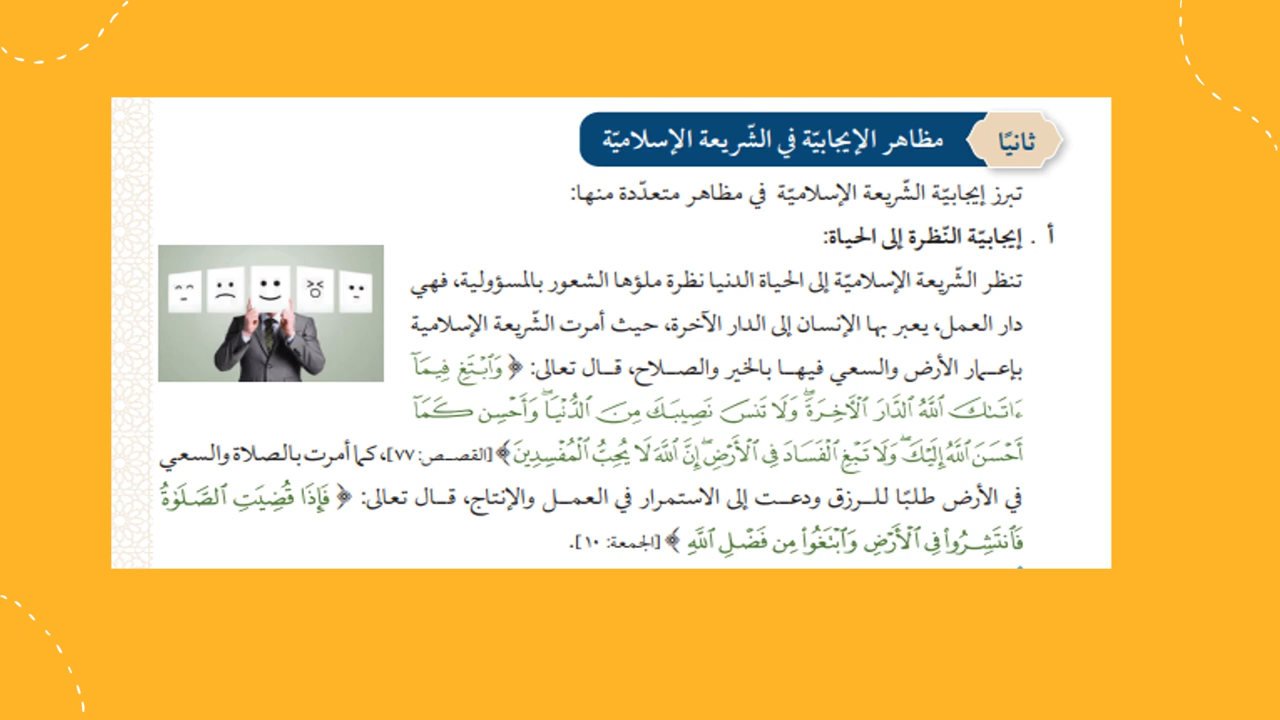 ثانيًا
مظاهر الإيجابيّة في الشّريعة الإسلاميّة
تبرز إيجابيّة الشّريعة الإسلاميّة في مظاهر متعدّدة منها:
أ . إيجابيّة النّظرة إلى الحياة:
تنظر الشّريعة الإسلاميّة إلى الحياة الدنيا نظرة ملؤها الشعور بالمسؤولية، فهي
دار العمل، يعبر بها الإنسان إلى الدار الآخرة، حيث أمرت الشّريعة الإسلامية
بإعمار الأرض والسعي فيها بالخير والصلاح، قال تعالى: ﴿ وَٱبۡتَغِ فِيمَآ
ءَاتَىٰكَ ٱللَّهُ ٱلدَّارَ ٱلۡأٓخِرَةَۖ وَلَا تَنسَ نَصِيبَكَ مِنَ ٱلدُّنۡيَاۖ وَأَحۡسِن كَمَآ
أَحۡسَنَ ٱللَّهُ إِلَيۡكَۖ وَلَا تَبۡغِ ٱلۡفَسَادَ فِي ٱلۡأَرۡضِۖ إِنَّ ٱللَّهَ لَا يُحِبُّ ٱلۡمُفۡسِدِينَ﴾ [القصص: ٧٧]، كما أمرت بالصلاة والسعي
في الأرض طلبًا للرزق ودعت إلى الاستمرار في العمل والإنتاج، قال تعالى: ﴿ فَإِذَا قُضِيَتِ ٱلصَّلَوٰةُ
فَٱنتَشِرُواْ فِي ٱلۡأَرۡضِ وَٱبۡتَغُواْ مِن فَضۡلِ ٱللَّهِ ﴾ [الجمعة: ١٠].